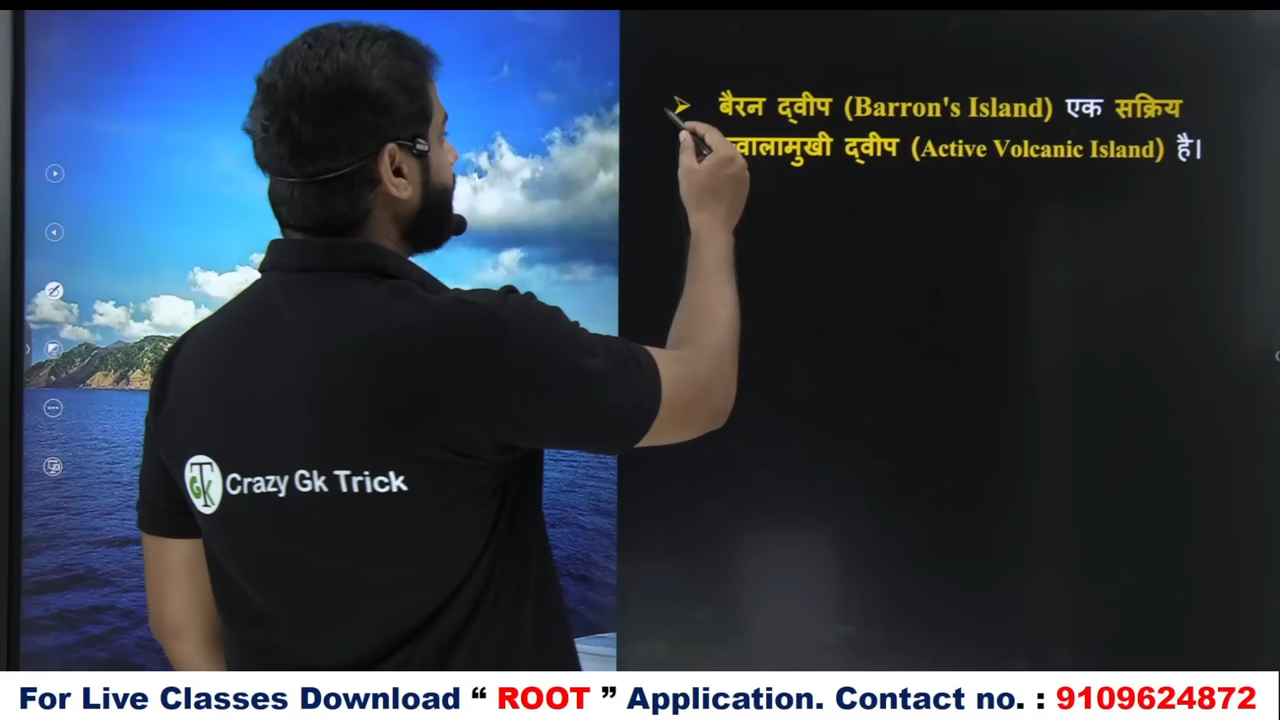 बैरन द्वीप (Barron's Island) एक सक्रिय
द्वीप (Active Volcanic Island) है।
GTK Crazy Gk Trick
For Live Classes Download “ ROOT ” Application. Contact no. : 9109624872